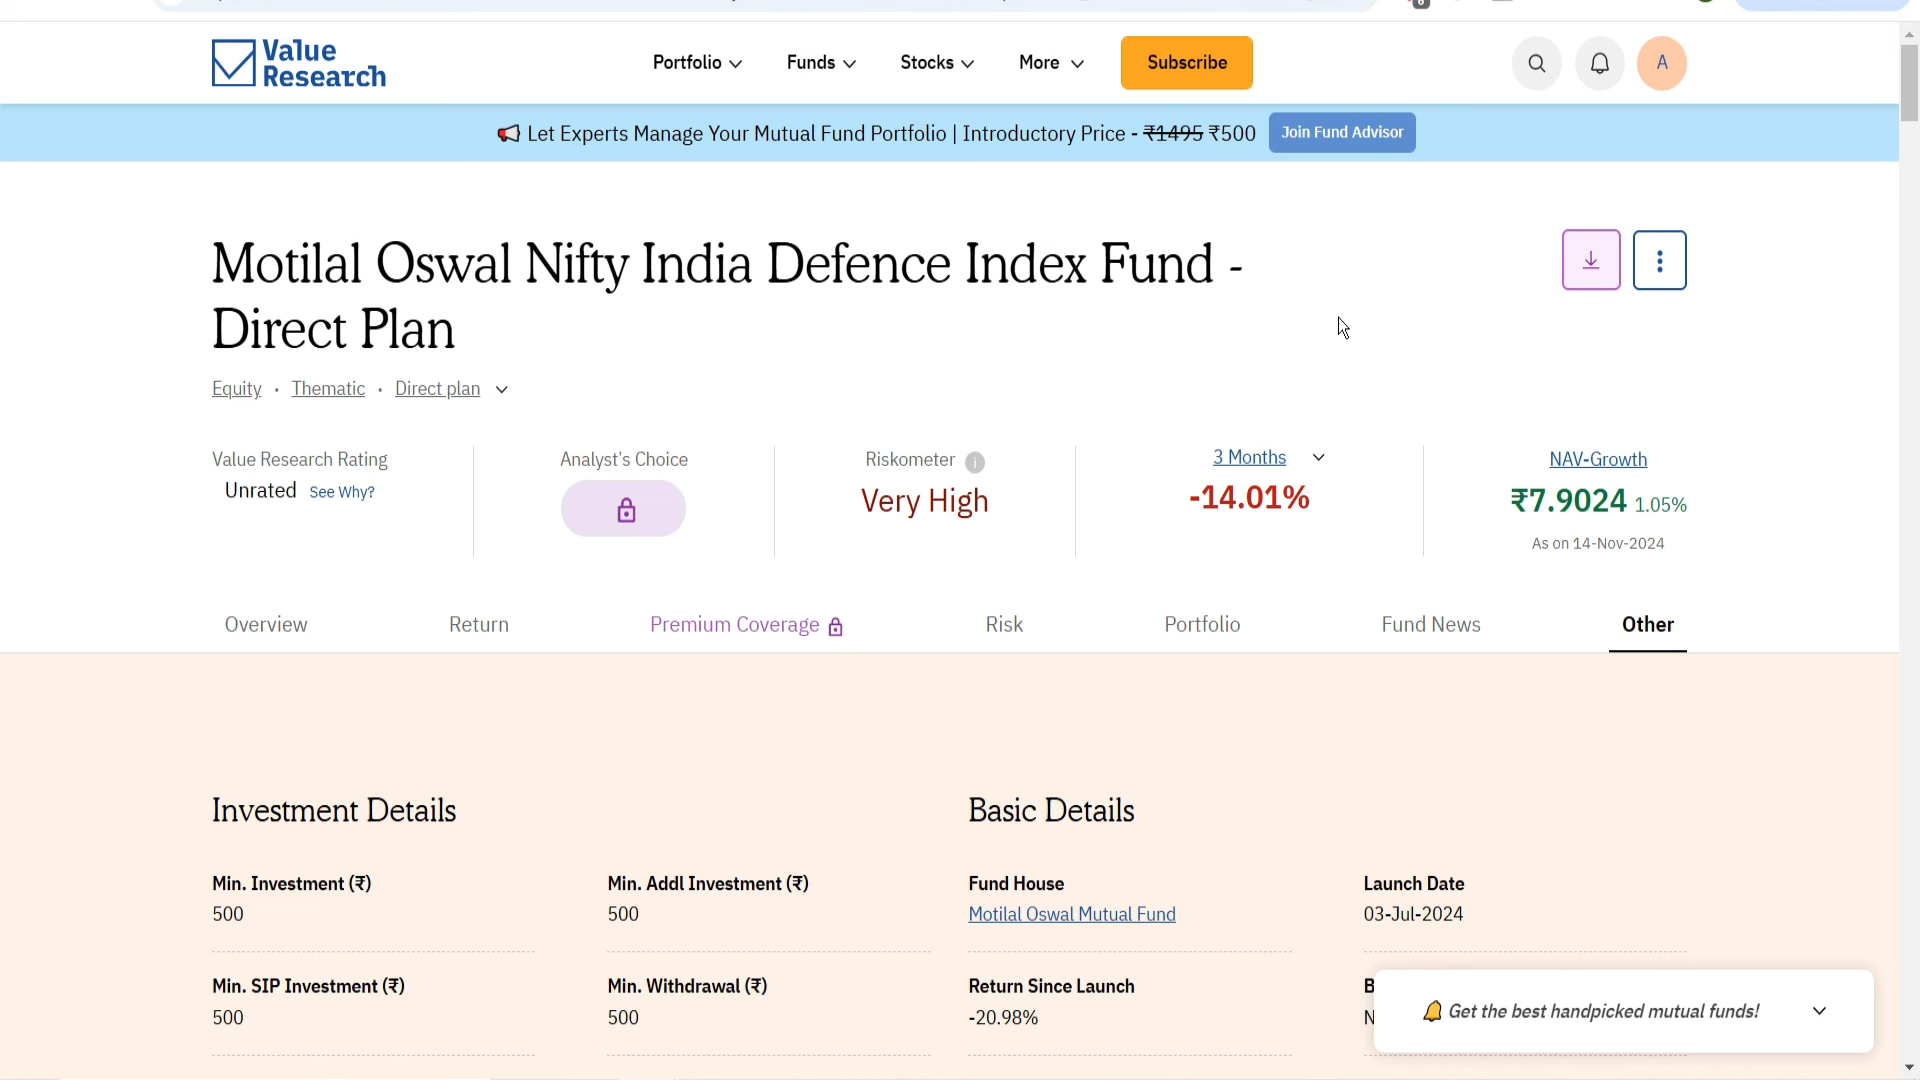 6
Value
Research
Portfolio
Funds
Stocks
More
Subscribe
A
Let Experts Manage Your Mutual Fund Portfolio | Introductory Price - ₹1495 ₹500
Join Fund Advisor
Motilal Oswal Nifty India Defence Index Fund -
Direct Plan
Equity · Thematic · Direct plan
Value Research Rating
Unrated See Why?
Analyst's Choice
Riskometer i
Very High
3 Months
-14.01%
NAV-Growth
₹7.9024 1.05%
As on 14-Nov-2024
Overview
Return
Premium Coverage
Risk
Portfolio
Fund News
Other
Investment Details
Basic Details
Min. Investment (₹)
500
Min. Addl Investment (₹)
500
Fund House
Motilal Oswal Mutual Fund
Launch Date
03-Jul-2024
Min. SIP Investment (₹)
500
Min. Withdrawal (₹)
500
Return Since Launch
-20.98%
B
N
Get the best handpicked mutual funds!